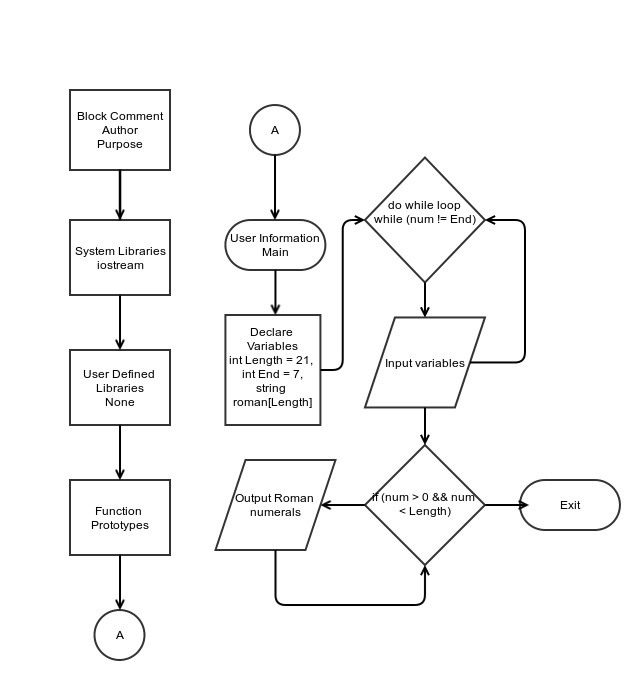 Block Comment
Author
Purpose
System Libraries
iostream
User Defined
Libraries
None
Function
Prototypes
A
A
User Information
Main
Declare
Variables
int Length = 21,
int End = 7,
string
roman[Length]
do while loop
while (num != End)
Input variables
if (num > 0 && num
< Length)
Output Roman
numerals
Exit